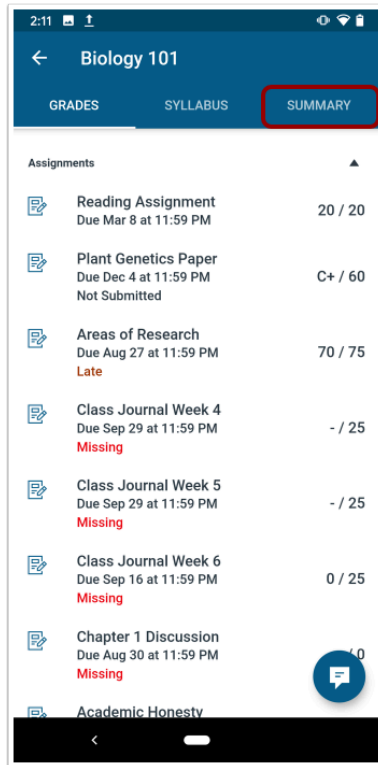 2:11
Biology 101
GRADES SYLLABUS SUMMARY
Assignments
Reading Assignment
Due Mar 8 at 11:59 PM
20 / 20
Plant Genetics Paper
Due Dec 4 at 11:59 PM
C+ / 60
Not Submitted
Areas of Research
Due Aug 27 at 11:59 PM
70 / 75
Late
Class Journal Week 4
Due Sep 29 at 11:59 PM
- / 25
Missing
Class Journal Week 5
Due Sep 29 at 11:59 PM
- / 25
Missing
Class Journal Week 6
Due Sep 16 at 11:59 PM
0 / 25
Missing
Chapter 1 Discussion
Due Aug 30 at 11:59 PM
/ 0
Missing
Academic Honesty